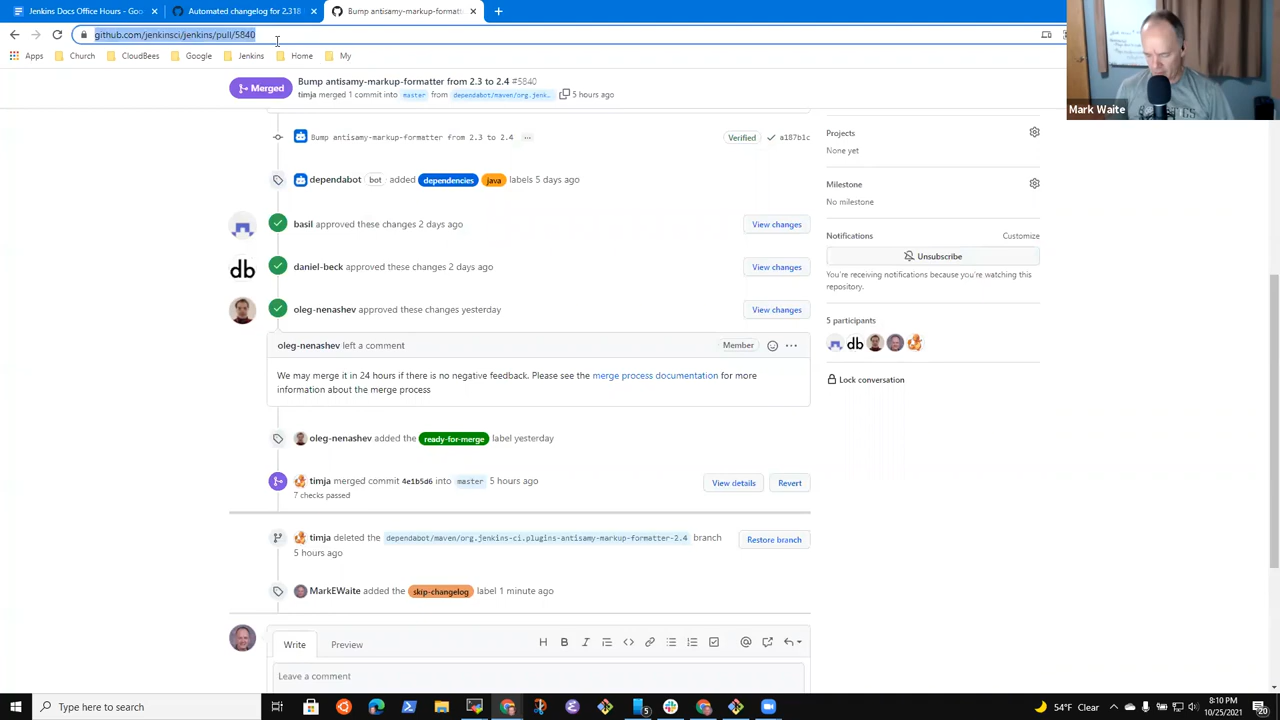 Jenkins Docs Office Hours - Goo
Automated changelog for 2.318
Bump antisamy-markup-formatter
github.com/jenkinsci/jenkins/pull/5840
Apps
Church
CloudBees
Google
Jenkins
Home
My
Mark Waite
Merged
Bump antisamy-markup-formatter from 2.3 to 2.4 #5840
timja merged 1 commit into master from dependabot/maven/org.jenk… 5 hours ago
Bump antisamy-markup-formatter from 2.3 to 2.4 …
Verified
a187b1c
dependabot bot added dependencies java labels 5 days ago
basil approved these changes 2 days ago
View changes
daniel-beck approved these changes 2 days ago
View changes
oleg-nenashev approved these changes yesterday
View changes
oleg-nenashev left a comment
Member
We may merge it in 24 hours if there is no negative feedback. Please see the merge process documentation for more
information about the merge process
oleg-nenashev added the ready-for-merge label yesterday
timja merged commit 4e1b5d6 into master 5 hours ago
7 checks passed
View details
Revert
timja deleted the dependabot/maven/org.jenkins-ci.plugins-antisamy-markup-formatter-2.4 branch
5 hours ago
Restore branch
MarkEWaite added the skip-changelog label 1 minute ago
Write
Preview
Leave a comment
Projects
None yet
Milestone
No milestone
Notifications
Customize
Unsubscribe
You're receiving notifications because you're watching this
repository.
5 participants
Lock conversation
Type here to search
5
54°F Clear
8:10 PM
10/25/2021
20